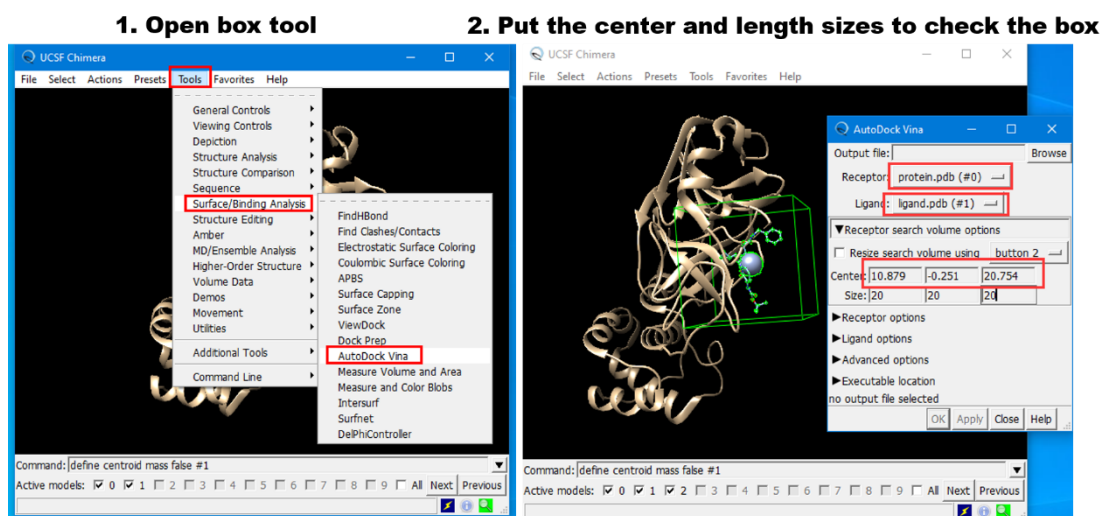 1. Open box tool
2. Put the center and length sizes to check the box
UCSF Chimera
File Select Actions Presets Tools Favorites Help
General Controls
Viewing Controls
Depiction
Structure Analysis
Structure Comparison
Sequence
Surface/Binding Analysis
Structure Editing
Amber
MD/Ensemble Analysis
Higher-Order Structure
Volume Data
Demos
Movement
Utilities
Additional Tools
Command Line
FindHBond
Find Clashes/Contacts
Electrostatic Surface Coloring
Coulombic Surface Coloring
APBS
Surface Capping
Surface Zone
ViewDock
Dock Prep
AutoDock Vina
Measure Volume and Area
Measure and Color Blobs
Intersurf
Surfnet
DelPhiController
Command: define centroid mass false #1
Active models: 0 1 2 3 4 5 6 7 8 9 All Next Previous
UCSF Chimera
File Select Actions Presets Tools Favorites Help
AutoDock Vina
Output file: Browse
Receptor: protein.pdb (#0)
Ligand: ligand.pdb (#1)
Receptor search volume options
Resize search volume using button 2
Center: 10.879 -0.251 20.754
Size: 20 20 20
Receptor options
Ligand options
Advanced options
Executable location
no output file selected
OK Apply Close Help
Command: define centroid mass false #1
Active models: 0 1 2 3 4 5 6 7 8 9 All Next Previous